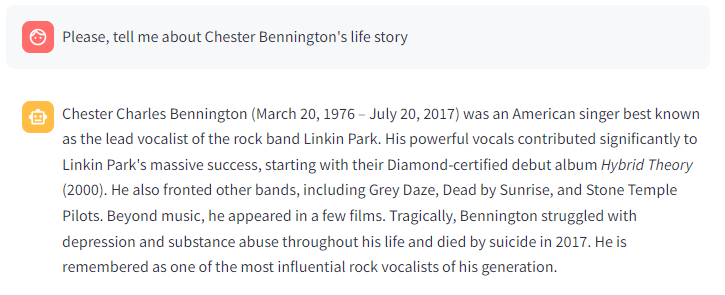 Please, tell me about Chester Bennington's life story
Chester Charles Bennington (March 20, 1976 – July 20, 2017) was an American singer best known
as the lead vocalist of the rock band Linkin Park. His powerful vocals contributed significantly to
Linkin Park's massive success, starting with their Diamond-certified debut album Hybrid Theory
(2000). He also fronted other bands, including Grey Daze, Dead by Sunrise, and Stone Temple
Pilots. Beyond music, he appeared in a few films. Tragically, Bennington struggled with
depression and substance abuse throughout his life and died by suicide in 2017. He is
remembered as one of the most influential rock vocalists of his generation.